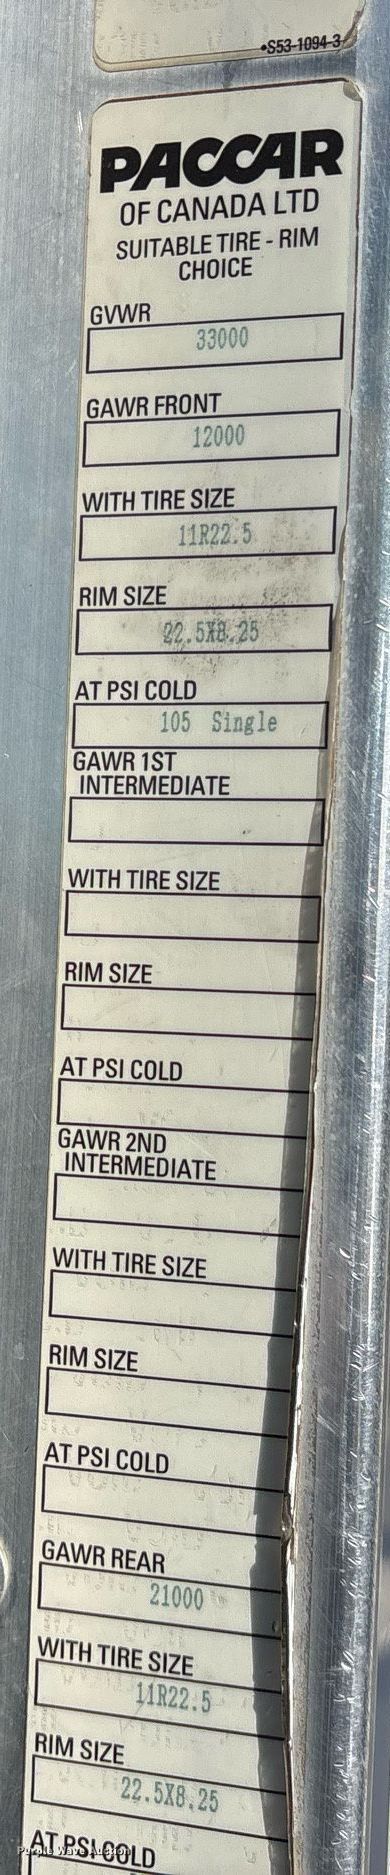 •S53-1094-3
PACCAR
OF CANADA LTD
SUITABLE TIRE - RIM
CHOICE
GVWR
33000
GAWR FRONT
12000
WITH TIRE SIZE
11R22.5
RIM SIZE
22.5X8.25
AT PSI COLD
105 Single
GAWR 1ST
INTERMEDIATE
WITH TIRE SIZE
RIM SIZE
AT PSI COLD
GAWR 2ND
INTERMEDIATE
WITH TIRE SIZE
RIM SIZE
AT PSI COLD
GAWR REAR
21000
WITH TIRE SIZE
11R22.5
RIM SIZE
22.5X8.25
AT PSI COLD
Purple Wave Auction